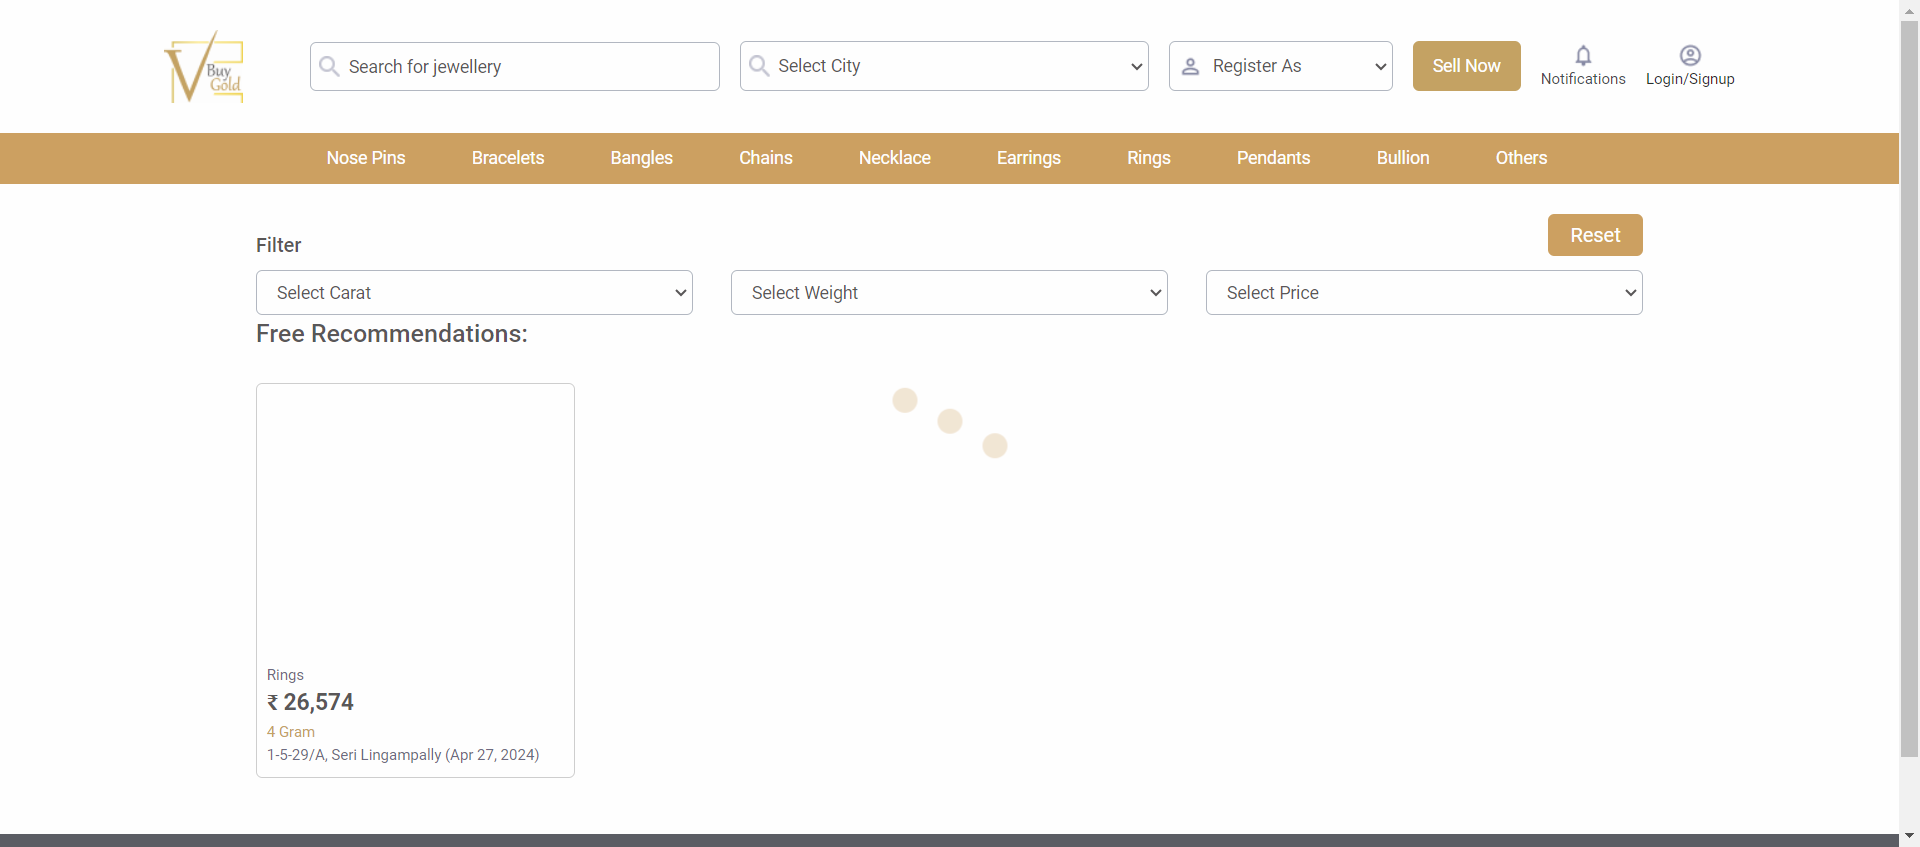 Buy
Gold
Search for jewellery
Select City
Register As
Sell Now
Notifications
Login/Signup
Nose Pins
Bracelets
Bangles
Chains
Necklace
Earrings
Rings
Pendants
Bullion
Others
Reset
Filter
Select Carat
Select Weight
Select Price
Free Recommendations:
Rings
₹ 26,574
4 Gram
1-5-29/A, Seri Lingampally (Apr 27, 2024)